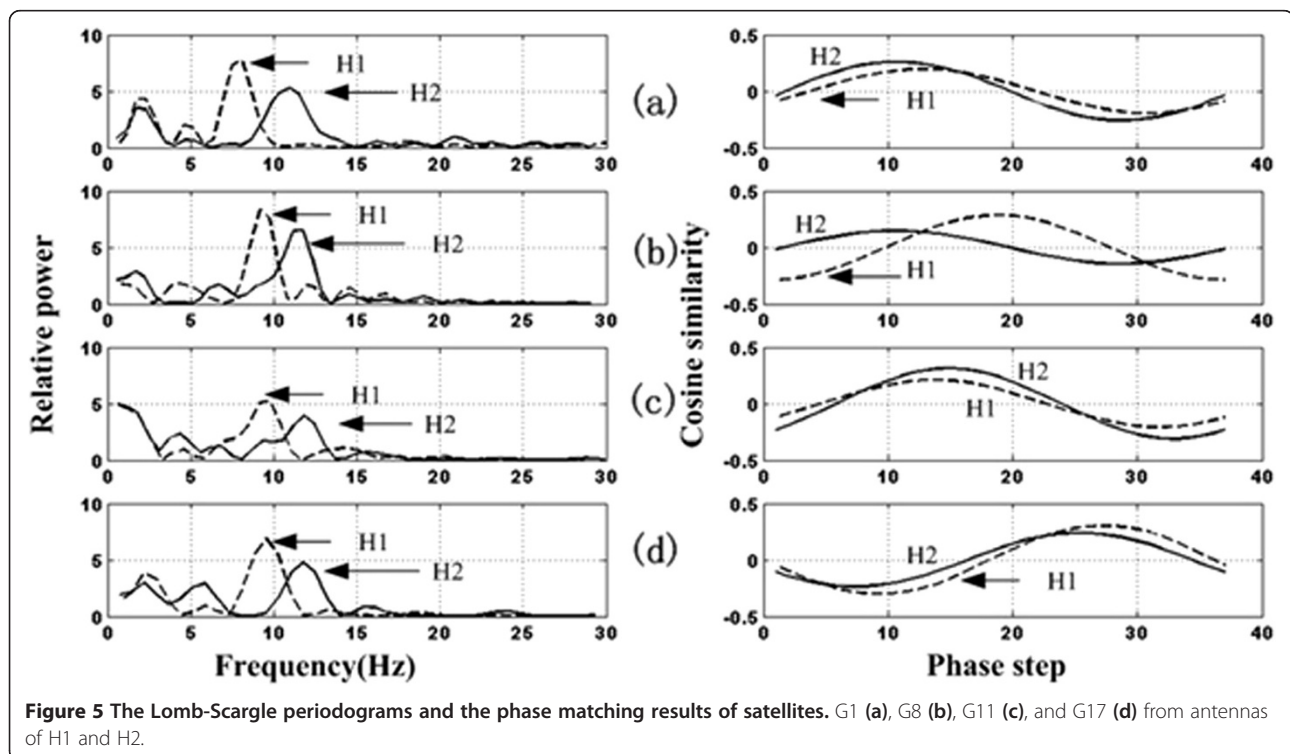 10
5
0
0 5 10 15 20 25 30
H1
H2
(a)
0.5
0
-0.5
0 10 20 30 40
H2
H1
10
5
0
0 5 10 15 20 25 30
H1
H2
(b)
0.5
0
-0.5
0 10 20 30 40
H2
H1
10
5
0
0 5 10 15 20 25 30
H1
H2
(c)
0.5
0
-0.5
0 10 20 30 40
H2
H1
10
5
0
0 5 10 15 20 25 30
H1
H2
(d)
0.5
0
-0.5
0 10 20 30 40
H2
H1
Relative power
Cosine similarity
Frequency(Hz)
Phase step
Figure 5 The Lomb-Scargle periodograms and the phase matching results of satellites. G1 (a), G8 (b), G11 (c), and G17 (d) from antennas
of H1 and H2.